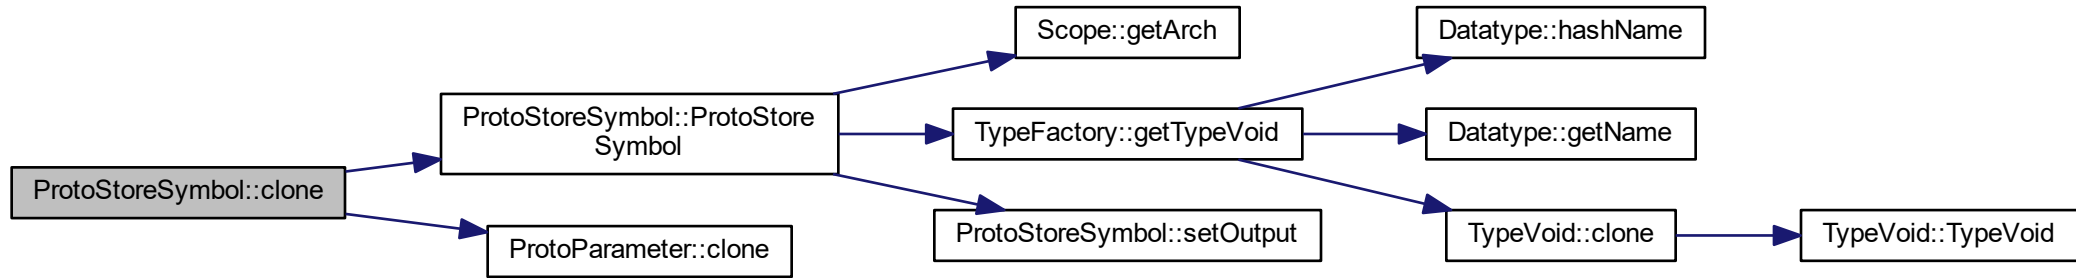 ProtoStoreSymbol::clone
ProtoStoreSymbol::ProtoStore
Symbol
ProtoParameter::clone
Scope::getArch
TypeFactory::getTypeVoid
ProtoStoreSymbol::setOutput
Datatype::hashName
Datatype::getName
TypeVoid::clone
TypeVoid::TypeVoid